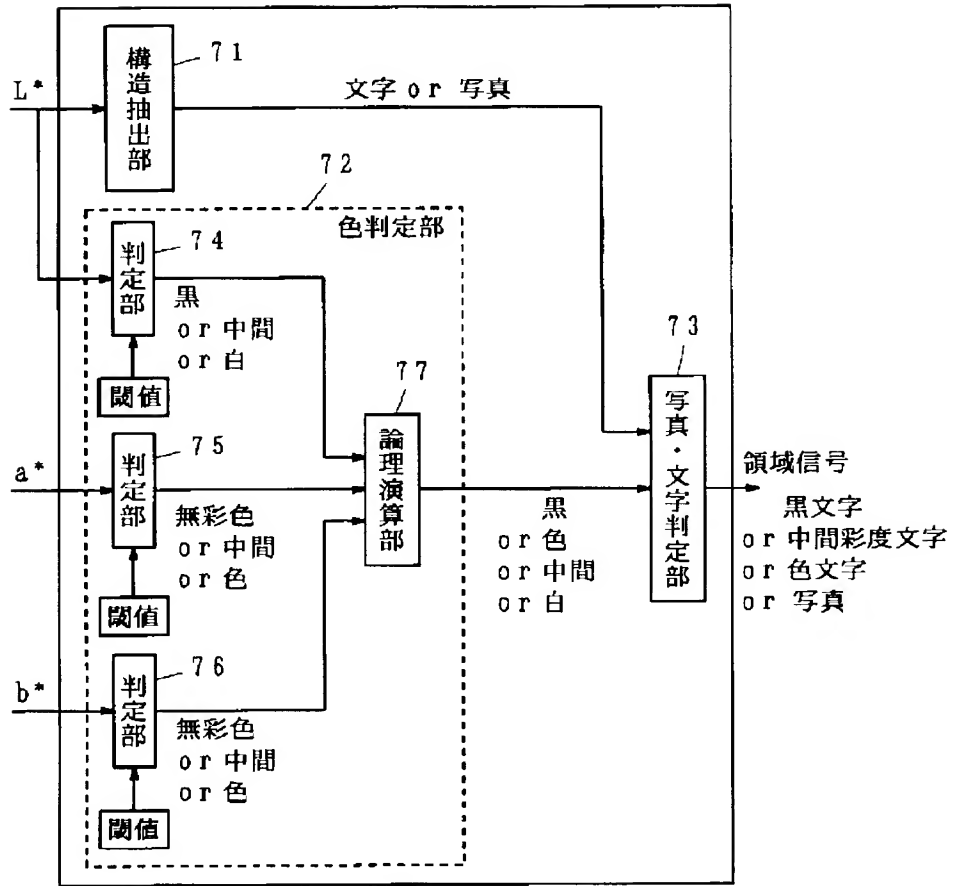 L*
構造抽出部
71
文字 or 写真
72
色判定部
判定部
74
黒
or 中間
or 白
閾値
a*
判定部
75
無彩色
or 中間
or 色
閾値
b*
判定部
76
無彩色
or 中間
or 色
閾値
77
論理演算部
黒
or 色
or 中間
or 白
73
写真・文字判定部
領域信号
黒文字
or 中間彩度文字
or 色文字
or 写真